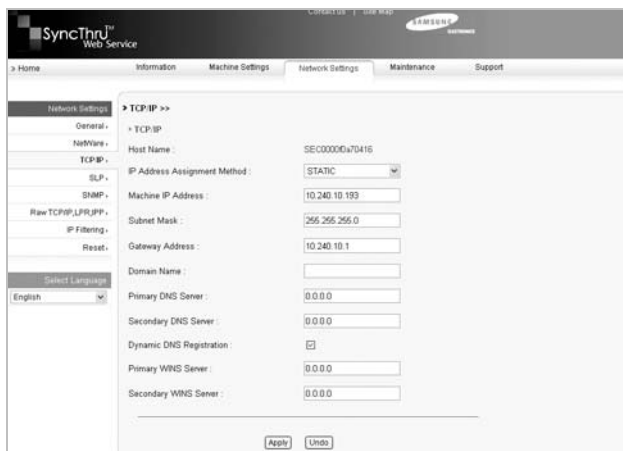 Contact us | Site Map
SyncThru™
Web Service
SAMSUNG
ELECTRONICS
> Home
Information
Machine Settings
Network Settings
Maintenance
Support
Network Settings
General
NetWare
TCP/IP
SLP
SNMP
Raw TCP/IP,LPR,IPP
IP Filtering
Reset
Select Language
English
> TCP/IP >>
TCP/IP
Host Name : SEC0000f0a70416
IP Address Assignment Method : STATIC
Machine IP Address : 10.240.10.193
Subnet Mask : 255.255.255.0
Gateway Address : 10.240.10.1
Domain Name :
Primary DNS Server : 0.0.0.0
Secondary DNS Server : 0.0.0.0
Dynamic DNS Registration :
Primary WINS Server : 0.0.0.0
Secondary WINS Server : 0.0.0.0
Apply Undo